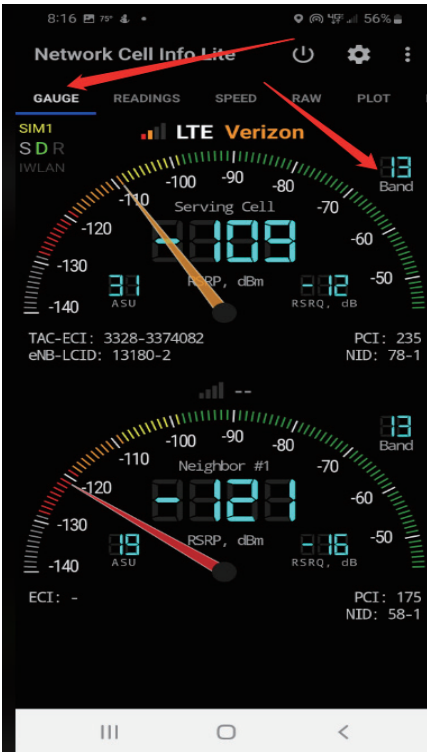 8:16 75° 56%
Network Cell Info Lite
GAUGE READINGS SPEED RAW PLOT
SIM1
S D R
IWLAN
LTE Verizon
13
Band
-140 -130 -120 -110 -100 -90 -80 -70 -60 -50
Serving Cell
-109
RSRP, dBm
31
ASU
-12
RSRQ, dB
TAC-ECI: 3328-3374082
eNB-LCID: 13180-2
PCI: 235
NID: 78-1
--
13
Band
-140 -130 -120 -110 -100 -90 -80 -70 -60 -50
Neighbor #1
-121
RSRP, dBm
19
ASU
-16
RSRQ, dB
ECI: -
PCI: 175
NID: 58-1